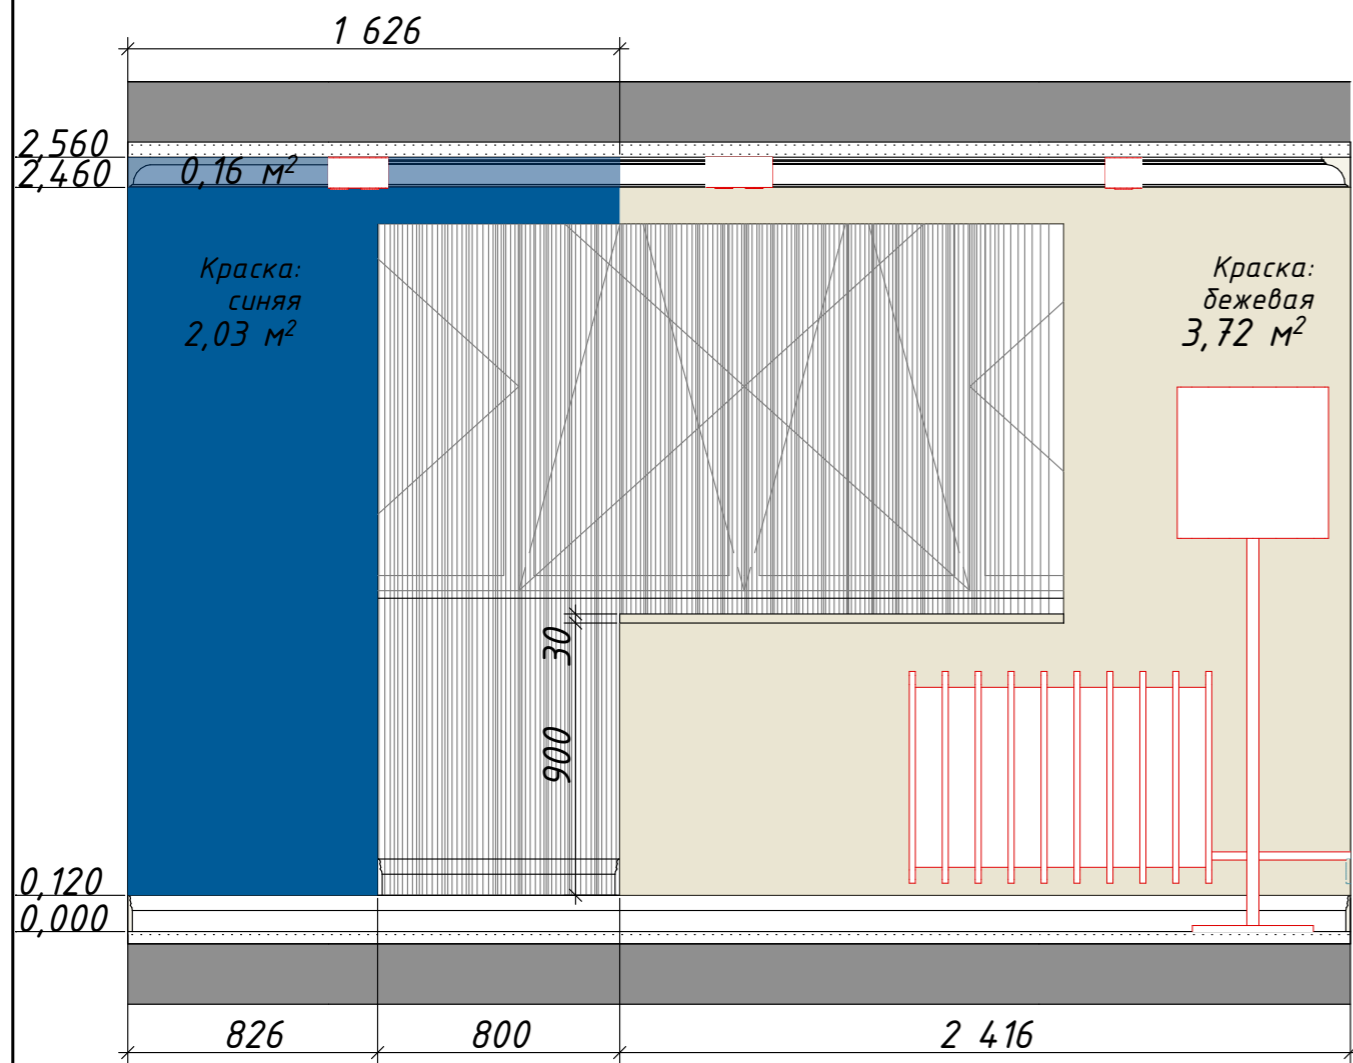 1 626
2,560
2,460
0,16 м²
Краска:
синяя
2,03 м²
Краска:
бежевая
3,72 м²
30
900
0,120
0,000
826
800
2 416